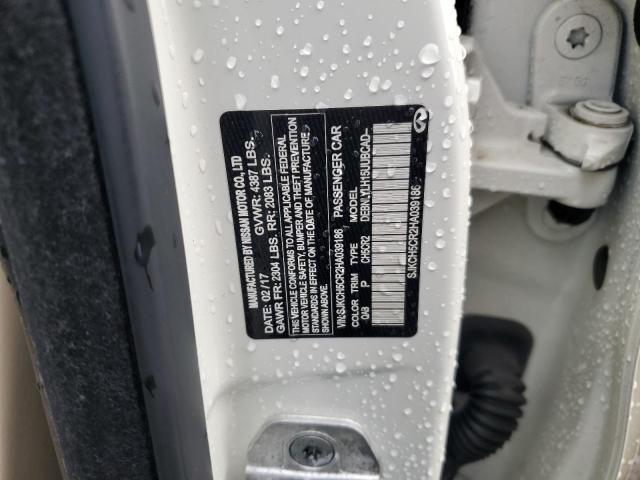 MANUFACTURED BY NISSAN MOTOR CO., LTD
DATE: 02/17 GVWR: 4387 LBS.
GAWR FR: 2304 LBS. RR: 2083 LBS.
THIS VEHICLE CONFORMS TO ALL APPLICABLE FEDERAL
MOTOR VEHICLE SAFETY, BUMPER AND THEFT PREVENTION
STANDARDS IN EFFECT ON THE DATE OF MANUFACTURE
SHOWN ABOVE.
VIN:SJKCH5CR2HA039186 PASSENGER CAR
COLOR TRIM TYPE MODEL
QAB P CH5CR2
SJKCH5CR2HA039186